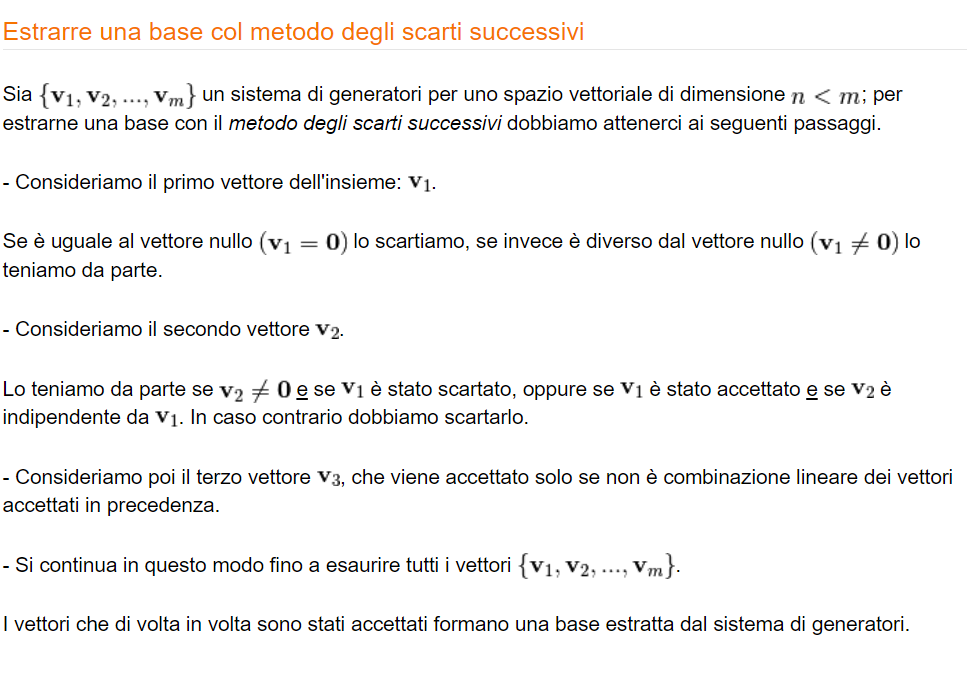 Estrarre una base col metodo degli scarti successivi
Sia {v₁, v₂, ..., vₘ} un sistema di generatori per uno spazio vettoriale di dimensione n < m; per
estrarne una base con il metodo degli scarti successivi dobbiamo attenerci ai seguenti passaggi.
- Consideriamo il primo vettore dell'insieme: v₁.
Se è uguale al vettore nullo (v₁ = 0) lo scartiamo, se invece è diverso dal vettore nullo (v₁ ≠ 0) lo
teniamo da parte.
- Consideriamo il secondo vettore v₂.
Lo teniamo da parte se v₂ ≠ 0 e se v₁ è stato scartato, oppure se v₁ è stato accettato e se v₂ è
indipendente da v₁. In caso contrario dobbiamo scartarlo.
- Consideriamo poi il terzo vettore v₃, che viene accettato solo se non è combinazione lineare dei vettori
accettati in precedenza.
- Si continua in questo modo fino a esaurire tutti i vettori {v₁, v₂, ..., vₘ}.
I vettori che di volta in volta sono stati accettati formano una base estratta dal sistema di generatori.